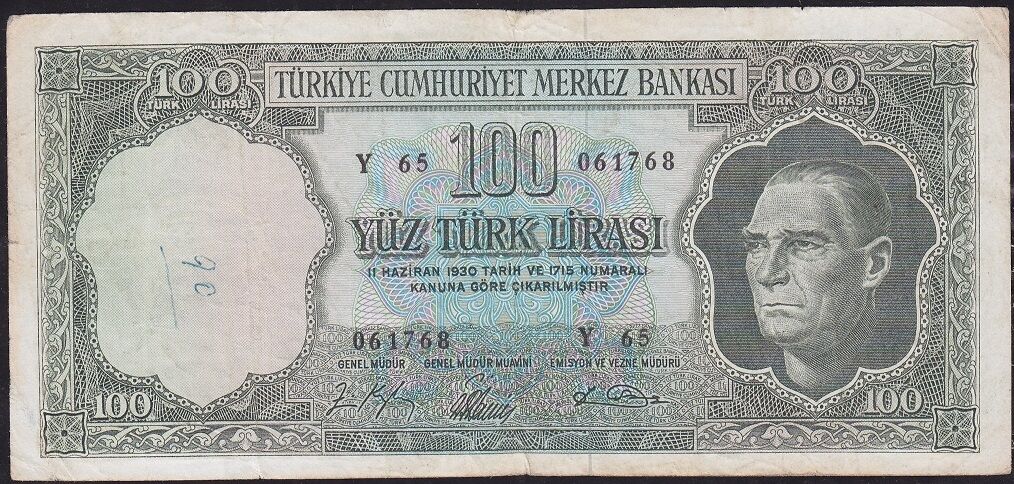 100 TÜRK LİRASI
TÜRKİYE CUMHURİYET MERKEZ BANKASI
100 TÜRK LİRASI
Y 65 100 061768
YÜZ TÜRK LİRASI
11 HAZİRAN 1930 TARİH VE 1715 NUMARALI
KANUNA GÖRE ÇIKARILMIŞTIR
061768 Y 65
GENEL MÜDÜR GENEL MÜDÜR MUAVİNİ EMİSYON VE VEZNE MÜDÜRÜ
100 100